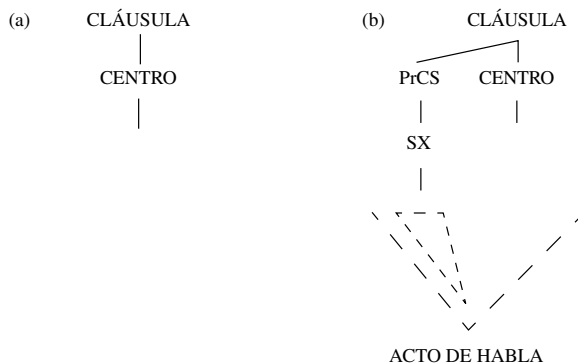 (a) CLÁUSULA (b) CLÁUSULA
CENTRO PrCS CENTRO
SX
ACTO DE HABLA